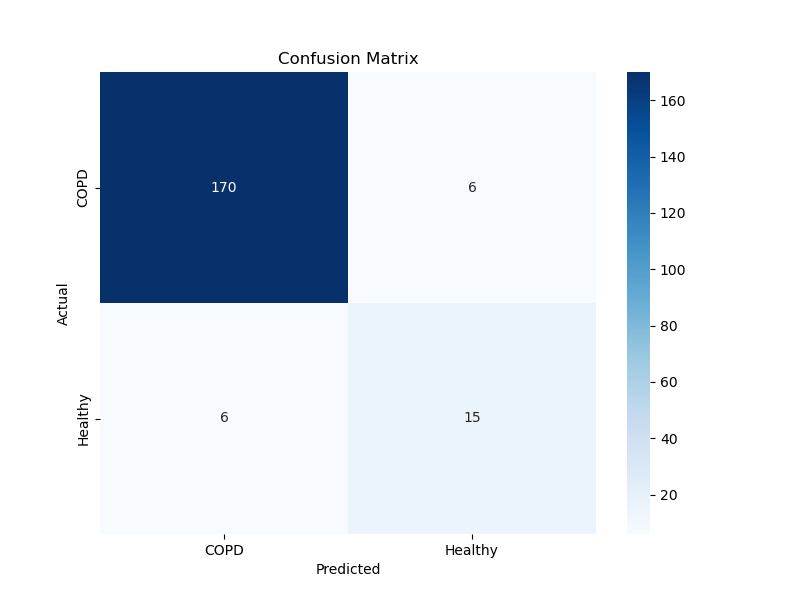 Confusion Matrix
Actual
COPD
Healthy
170
6
6
15
COPD
Healthy
Predicted
160
140
120
100
80
60
40
20